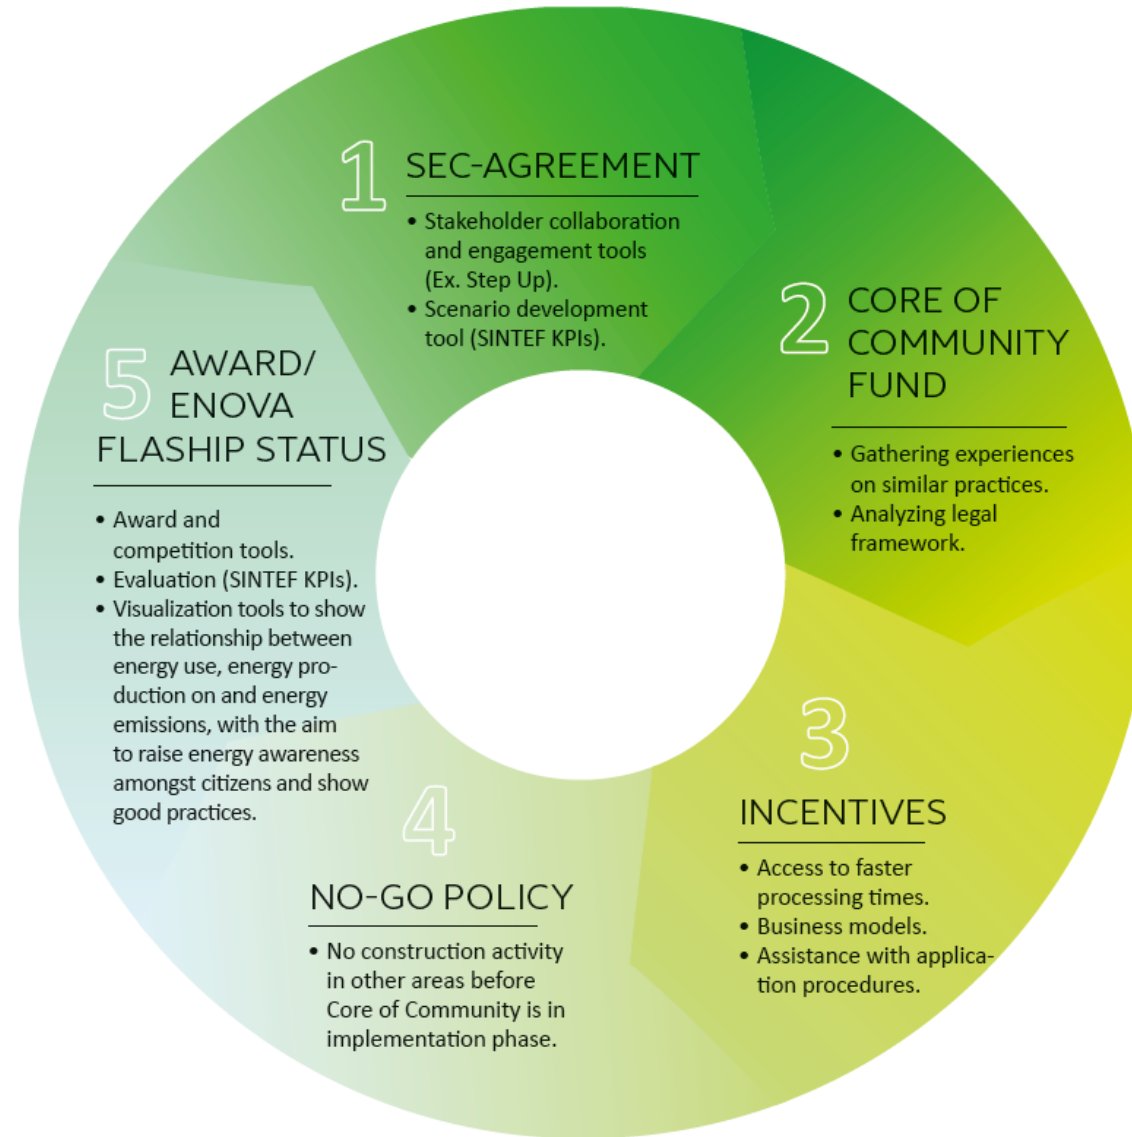 1
SEC-AGREEMENT
• Stakeholder collaboration
and engagement tools
(Ex. Step Up).
• Scenario development
tool (SINTEF KPIs).
2
CORE OF
COMMUNITY
FUND
• Gathering experiences
on similar practices.
• Analyzing legal
framework.
3
INCENTIVES
• Access to faster
processing times.
• Business models.
• Assistance with applica-
tion procedures.
4
NO-GO POLICY
• No construction activity
in other areas before
Core of Community is in
implementation phase.
5
AWARD/
ENOVA
FLASHIP STATUS
• Award and
competition tools.
• Evaluation (SINTEF KPIs).
• Visualization tools to show
the relationship between
energy use, energy pro-
duction on and energy
emissions, with the aim
to raise energy awareness
amongst citizens and show
good practices.